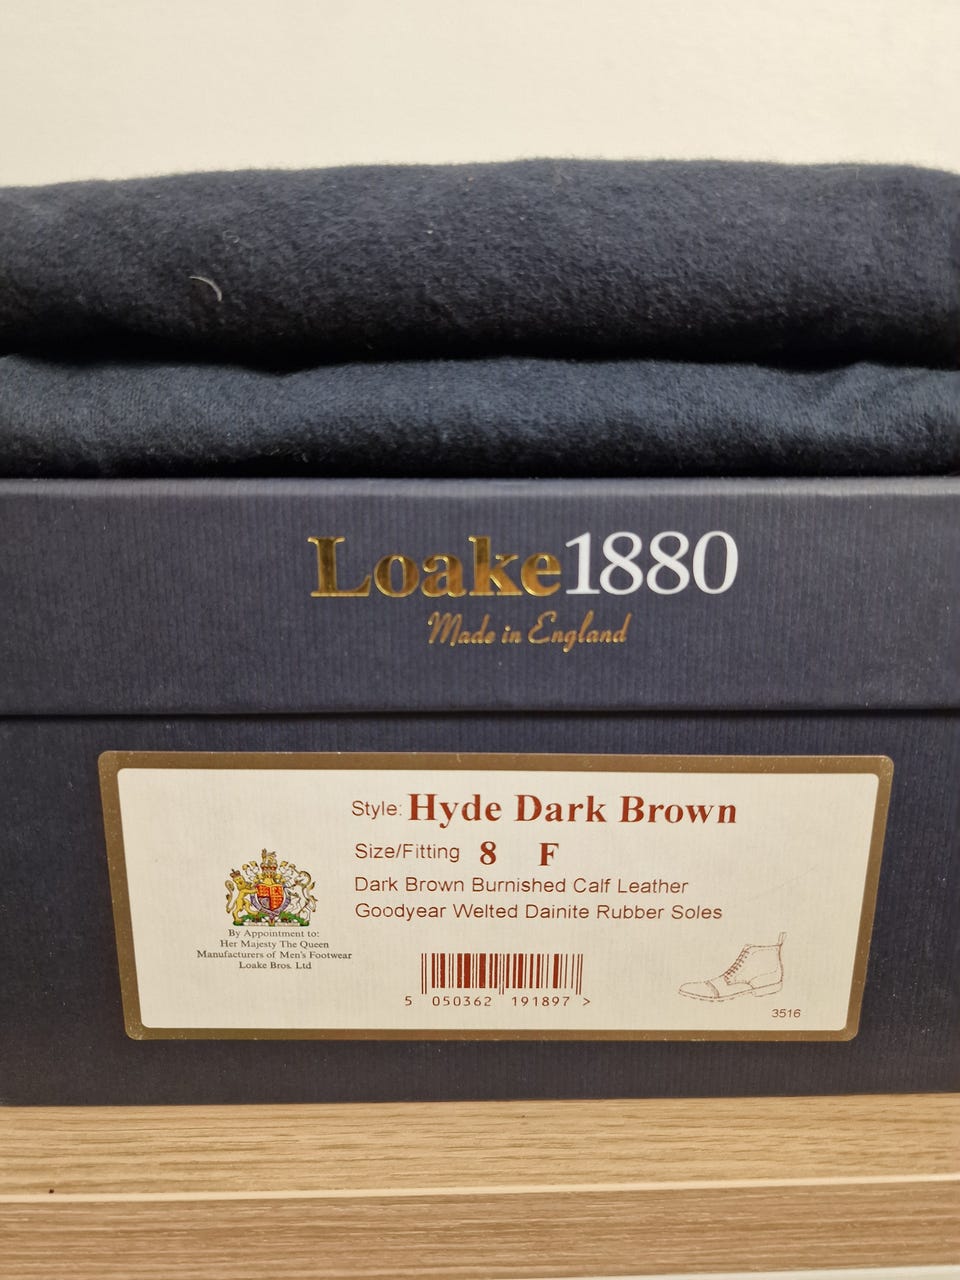 Loake1880
Made in England
Style: Hyde Dark Brown
Size/Fitting 8 F
Dark Brown Burnished Calf Leather
Goodyear Welted Dainite Rubber Soles
By Appointment to:
Her Majesty The Queen
Manufacturers of Men's Footwear
Loake Bros. Ltd
5 050362 191897 >
3516